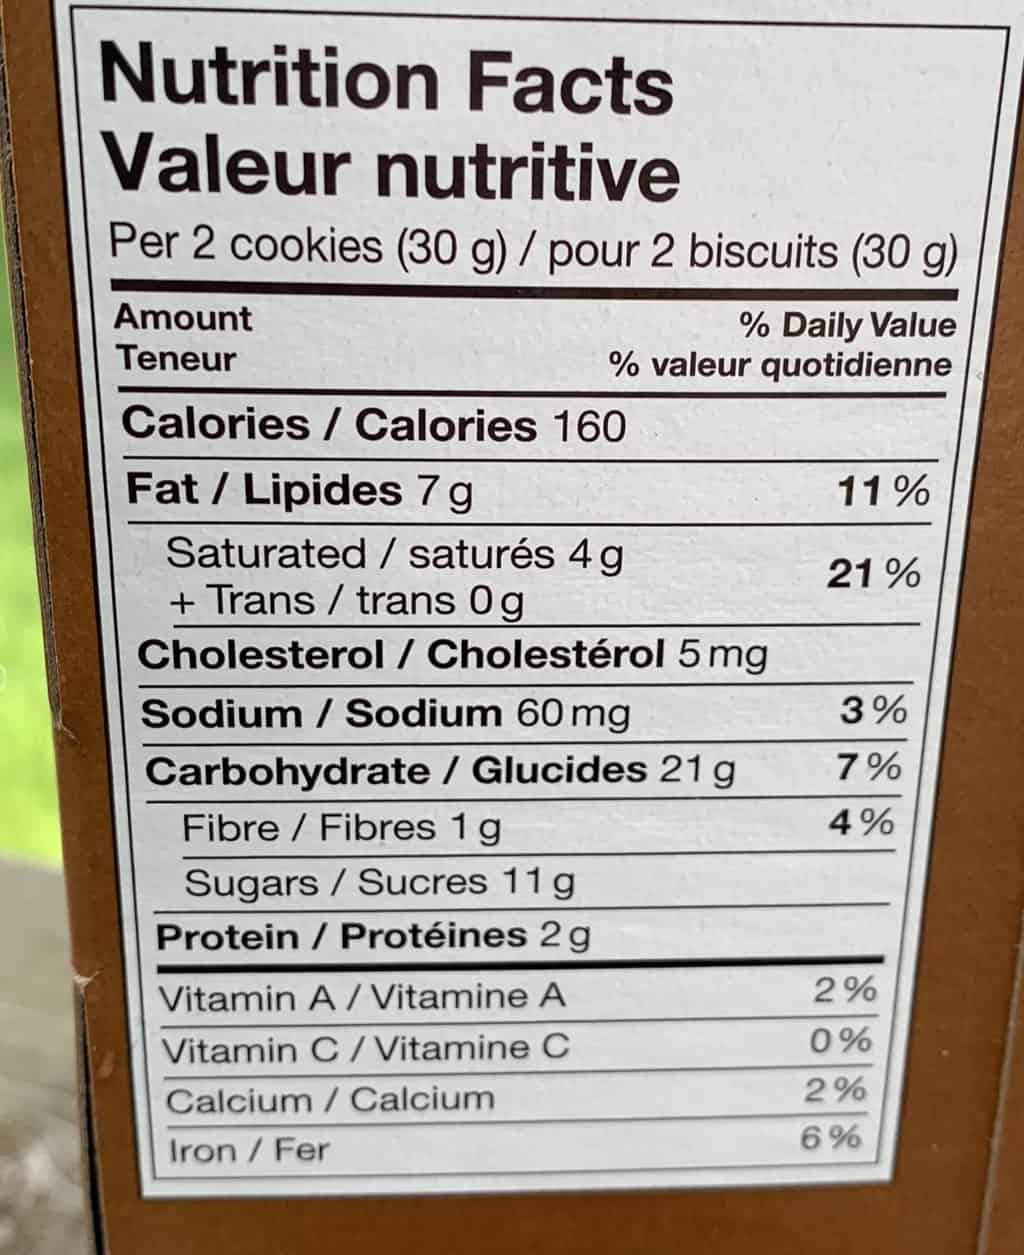 Nutrition Facts
Valeur nutritive
Per 2 cookies (30 g) / pour 2 biscuits (30 g)
Amount % Daily Value
Teneur % valeur quotidienne
Calories / Calories 160
Fat / Lipides 7 g 11 %
Saturated / saturés 4 g
+ Trans / trans 0 g 21 %
Cholesterol / Cholestérol 5 mg
Sodium / Sodium 60 mg 3 %
Carbohydrate / Glucides 21 g 7 %
Fibre / Fibres 1 g 4 %
Sugars / Sucres 11 g
Protein / Protéines 2 g
Vitamin A / Vitamine A 2 %
Vitamin C / Vitamine C 0 %
Calcium / Calcium 2 %
Iron / Fer 6 %